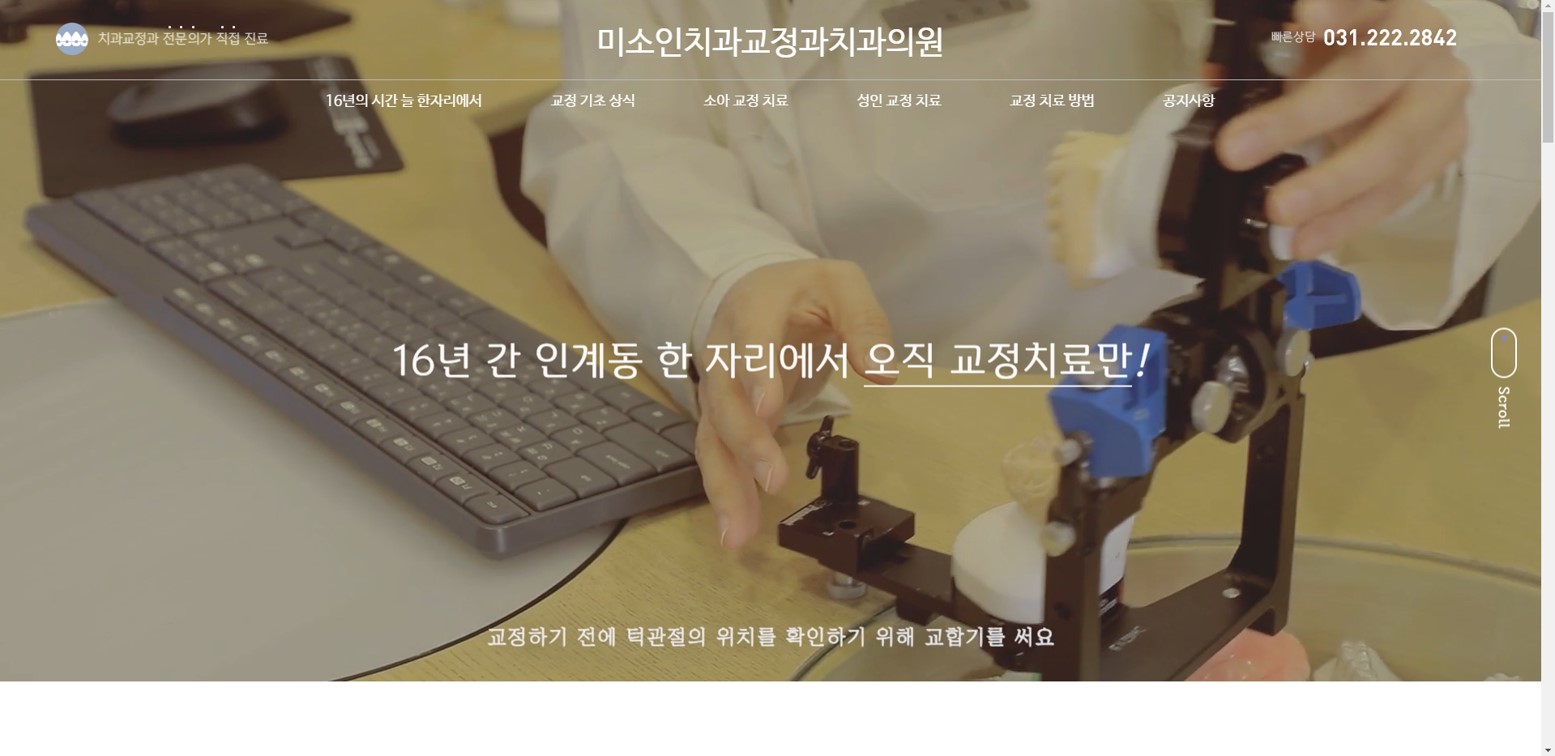 치과교정과 전문의가 직접 진료
미소인치과교정과치과의원
빠른상담 031.222.2842
16년의 시간 늘 한자리에서 교정 기초 상식 소아 교정 치료 성인 교정 치료 교정 치료 방법 공지사항
16년 간 인계동 한 자리에서 오직 교정치료만!
Scroll
교정하기 전에 턱관절의 위치를 확인하기 위해 교합기를 써요